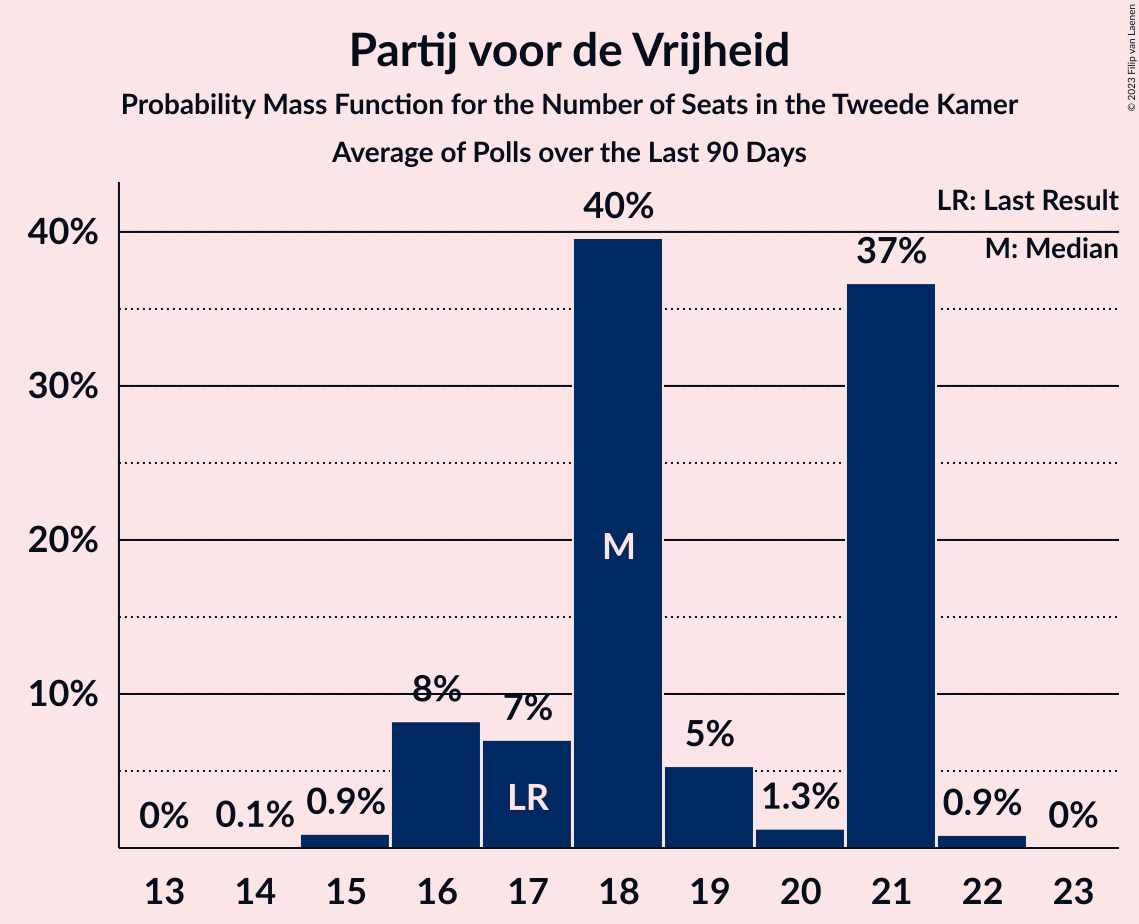 Partij voor de Vrijheid
Probability Mass Function for the Number of Seats in the Tweede Kamer
Average of Polls over the Last 90 Days
© 2023 Filip van Laenen
LR: Last Result
M: Median
40%
30%
20%
10%
0%
0.1%
0.9%
8%
7%
40%
5%
1.3%
37%
0.9%
0%
LR
M
13 14 15 16 17 18 19 20 21 22 23